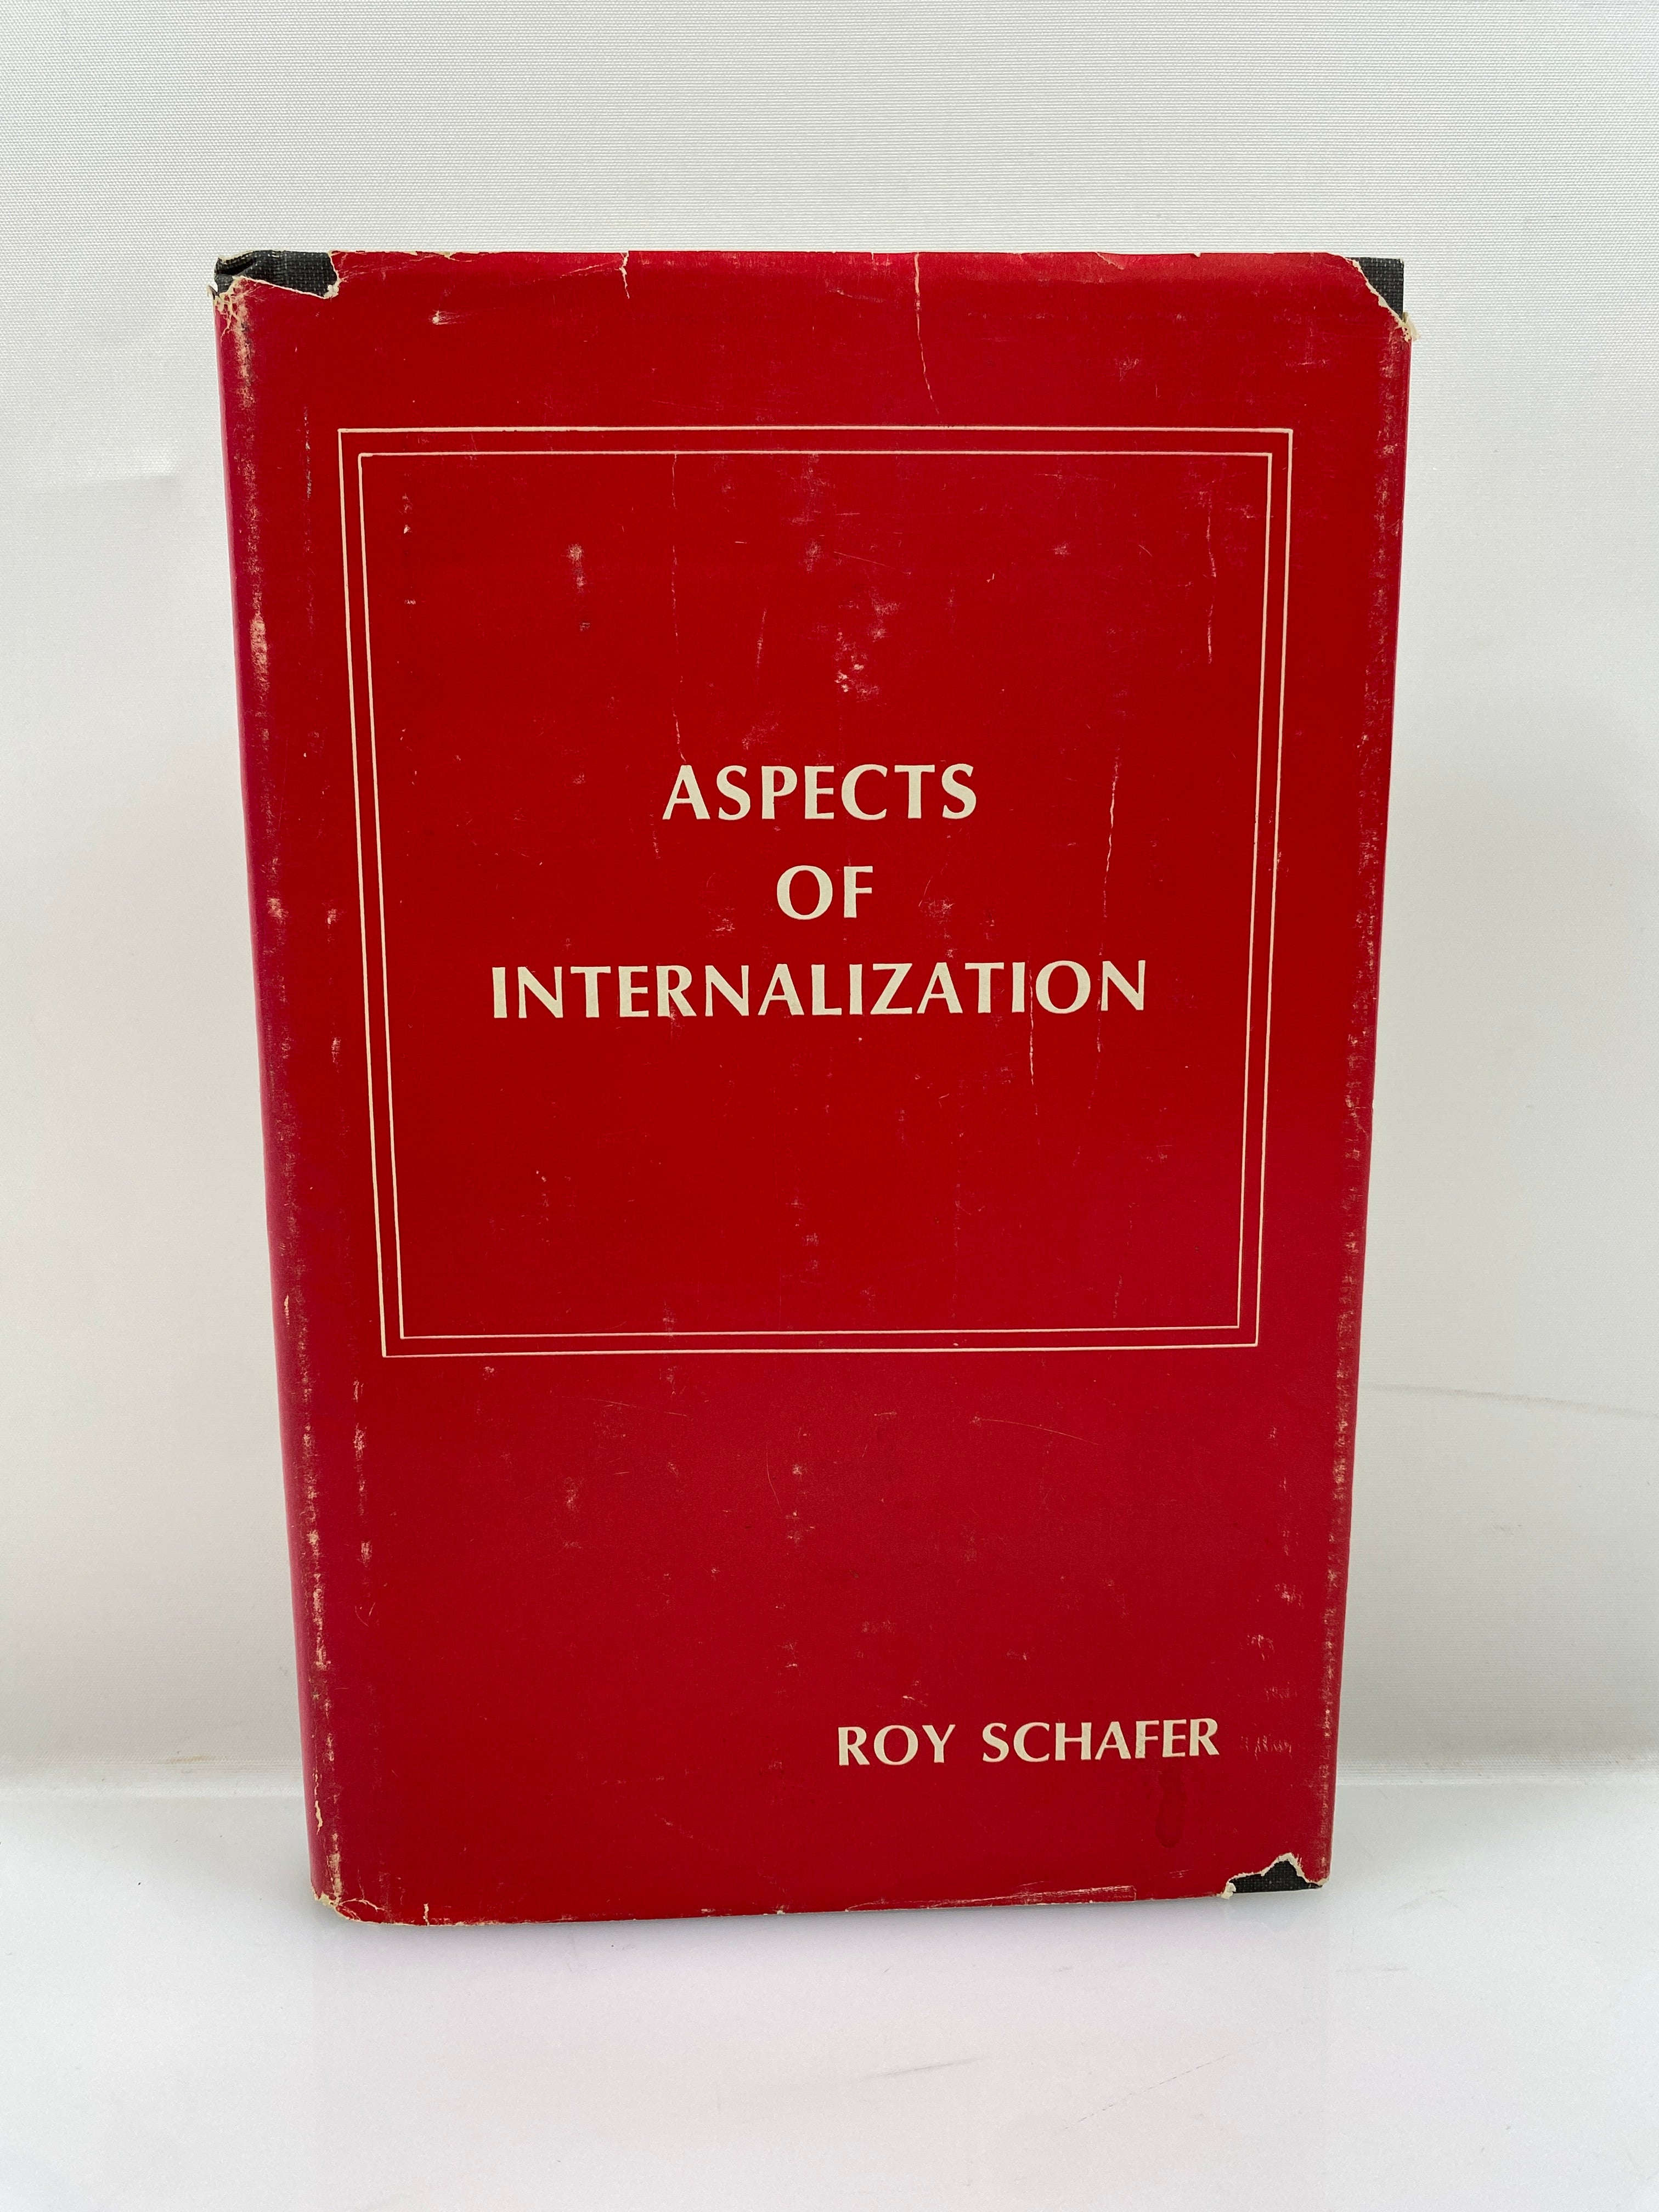 ASPECTS
OF
INTERNALIZATION
ROY SCHAFER